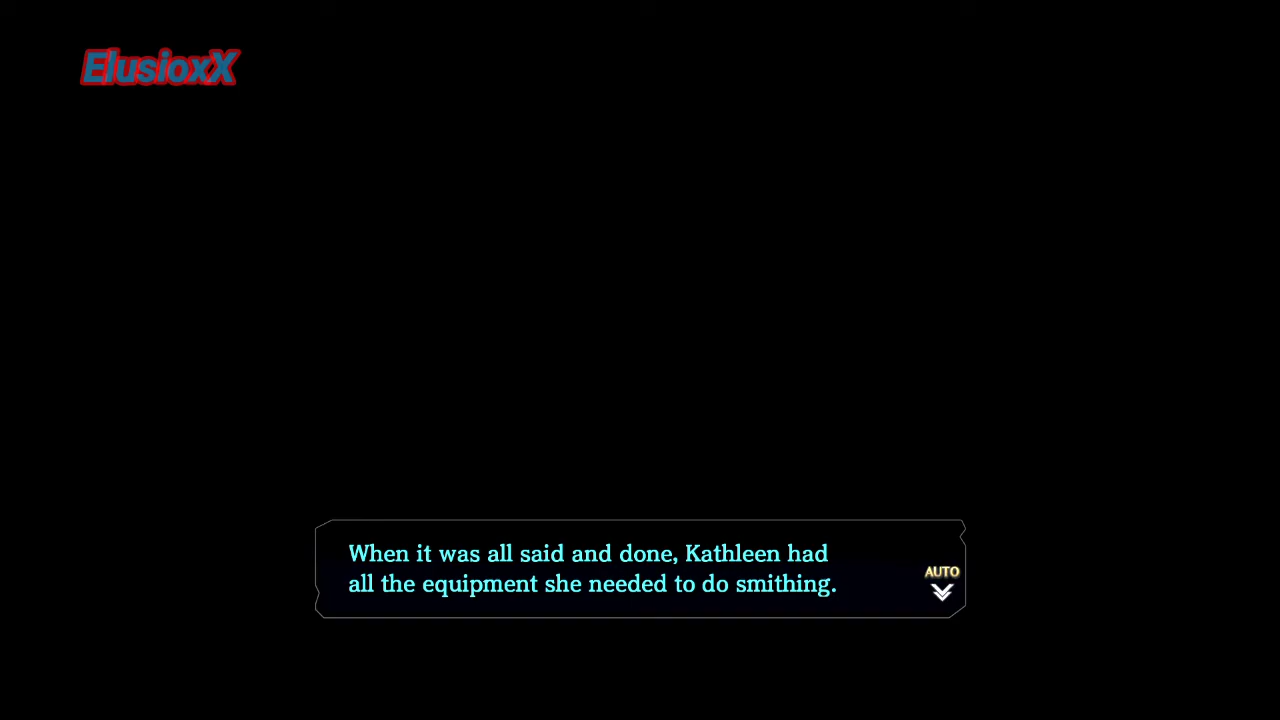 ElusioxX
When it was all said and done, Kathleen had
all the equipment she needed to do smithing.
AUTO